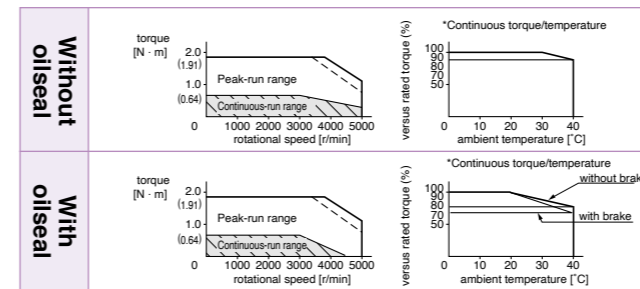 Without
oilseal
torque
[N · m]
2.0
(1.91)
1.0
(0.64)
Peak-run range
Continuous-run range
0 1000 2000 3000 4000 5000
rotational speed [r/min]
*Continuous torque/temperature
versus rated torque (%)
100
90
80
70
50
0 10 20 30 40
ambient temperature [˚C]
With
oilseal
torque
[N · m]
2.0
(1.91)
1.0
(0.64)
Peak-run range
Continuous-run range
0 1000 2000 3000 4000 5000
rotational speed [r/min]
*Continuous torque/temperature
versus rated torque (%)
100
90
80
70
50
without brak
with brake
0 10 20 30 40
ambient temperature [˚C]